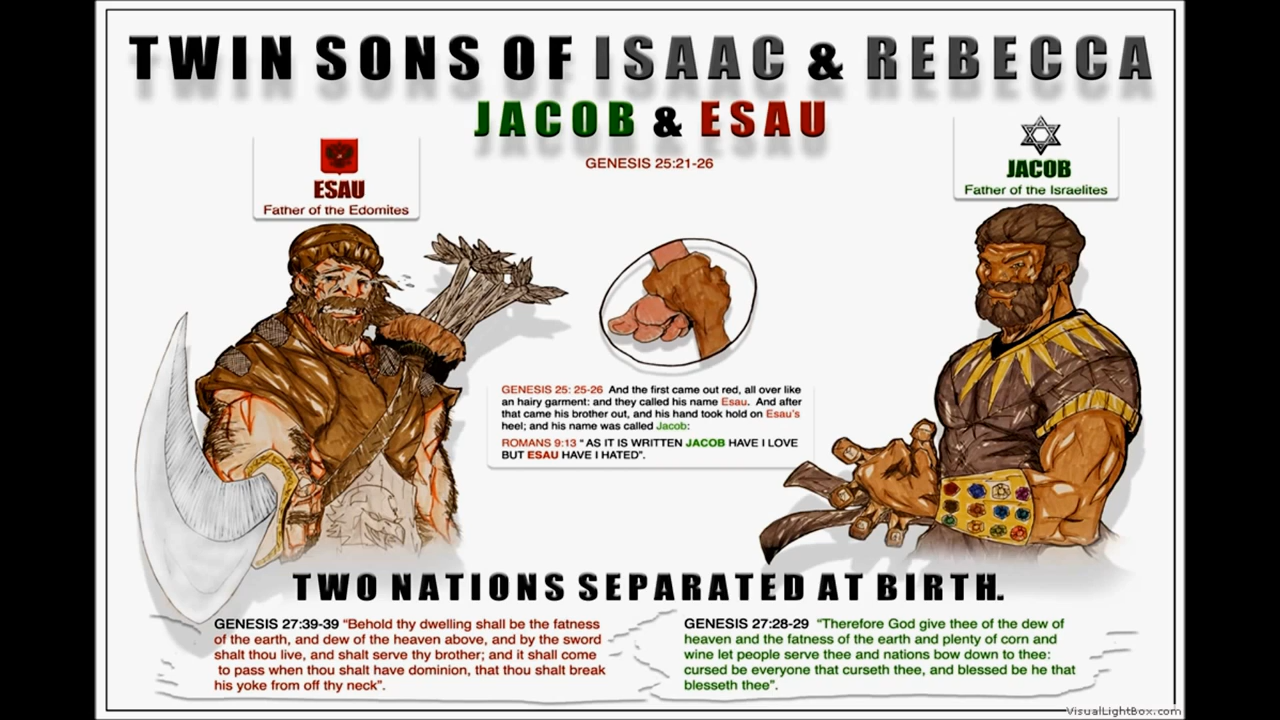 TWIN SONS OF ISAAC & REBECCA
JACOB & ESAU
GENESIS 25:21-26
ESAU
Father of the Edomites
JACOB
Father of the Israelites
GENESIS 25: 25-26 And the first came out red, all over like
an hairy garment: and they called his name Esau. And after
that came his brother out, and his hand took hold on Esau's
heel; and his name was called Jacob:
ROMANS 9:13 “ AS IT IS WRITTEN JACOB HAVE I LOVE
BUT ESAU HAVE I HATED”.
TWO NATIONS SEPARATED AT BIRTH.
GENESIS 27:39-39 “Behold thy dwelling shall be the fatness
of the earth, and dew of the heaven above, and by the sword
shalt thou live, and shalt serve thy brother; and it shall come
to pass when thou shalt have dominion, that thou shalt break
his yoke from off thy neck”.
GENESIS 27:28-29 “Therefore God give thee of the dew of
heaven and the fatness of the earth and plenty of corn and
wine let people serve thee and nations bow down to thee:
cursed be everyone that curseth thee, and blessed be he that
blesseth thee”.
VisualLightBox.com